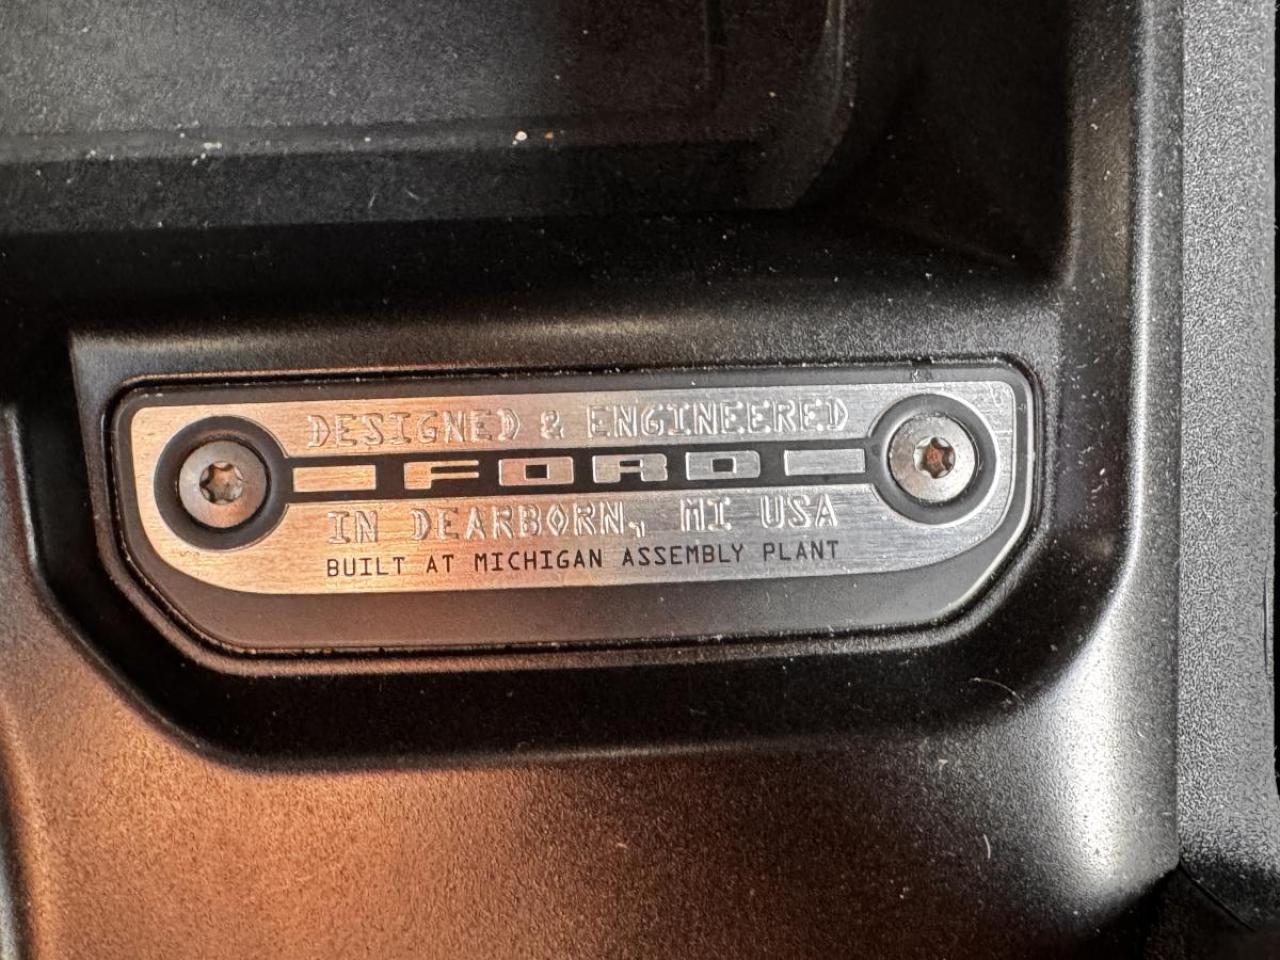 DESIGNED & ENGINEERED
FORD
IN DEARBORN, MI USA
BUILT AT MICHIGAN ASSEMBLY PLANT